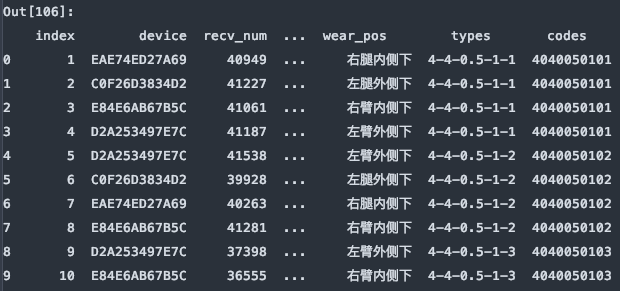 Out[106]:
index device recv_num ... wear_pos types codes
0 1 EAE74ED27A69 40949 ... 右腿内侧下 4-4-0.5-1-1 4040050101
1 2 C0F26D3834D2 41227 ... 左腿外侧下 4-4-0.5-1-1 4040050101
2 3 E84E6AB67B5C 41061 ... 右臂内侧下 4-4-0.5-1-1 4040050101
3 4 D2A253497E7C 41187 ... 左臂外侧下 4-4-0.5-1-1 4040050101
4 5 D2A253497E7C 41538 ... 左臂外侧下 4-4-0.5-1-2 4040050102
5 6 C0F26D3834D2 39928 ... 左腿外侧下 4-4-0.5-1-2 4040050102
6 7 EAE74ED27A69 40263 ... 右腿内侧下 4-4-0.5-1-2 4040050102
7 8 E84E6AB67B5C 41281 ... 右臂内侧下 4-4-0.5-1-2 4040050102
8 9 D2A253497E7C 37398 ... 左臂外侧下 4-4-0.5-1-3 4040050103
9 10 E84E6AB67B5C 36555 ... 右臂内侧下 4-4-0.5-1-3 4040050103